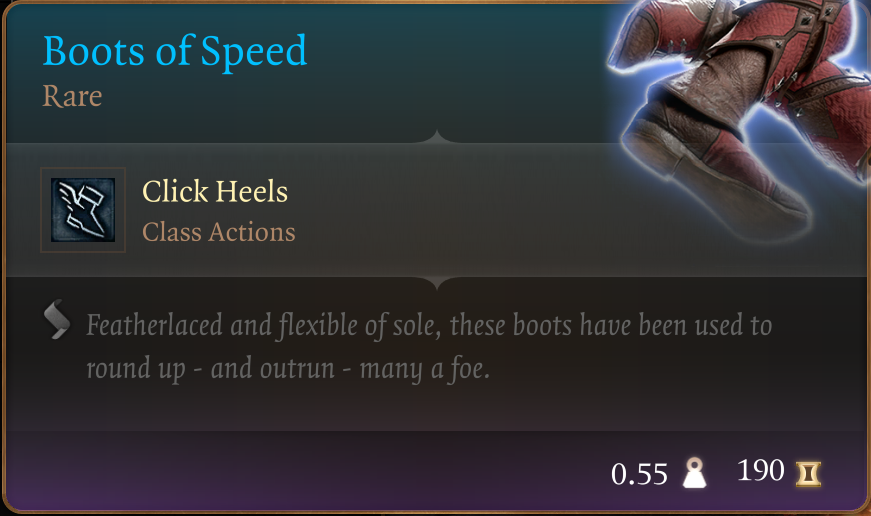 Boots of Speed
Rare
Click Heels
Class Actions
Featherlaced and flexible of sole, these boots have been used to
round up - and outrun - many a foe.
0.55 190